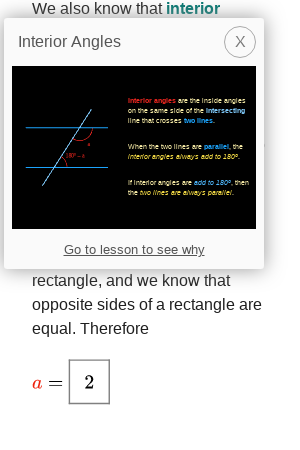 We also know that interior
Interior Angles
X
Interior angles are the inside angles
on the same side of the intersecting
line that crosses two lines.
a
180° - a
When the two lines are parallel, the
interior angles always add to 180°.
If interior angles are add to 180°, then
the two lines are always parallel.
Go to lesson to see why
rectangle, and we know that
opposite sides of a rectangle are
equal. Therefore
a = 2